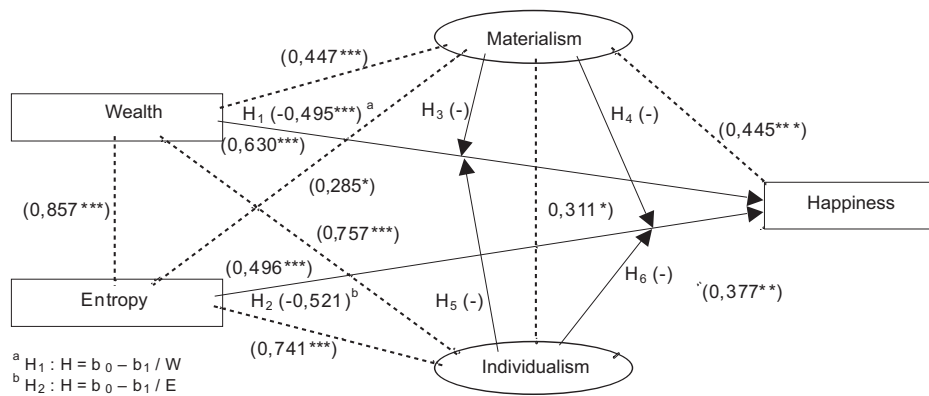 Materialism
(0,447***)
Wealth
H1 (-0,495***) a
H3 (-)
H4 (-)
(0,630***)
(0,445***)
(0,285*)
(0,857***)
0,311*)
Happiness
(0,757***)
(0,496***)
Entropy
H2 (-0,521)b
H5 (-)
H6 (-)
(0,377**)
(0,741***)
Individualism
a H1 : H = b0 – b1 / W
b H2 : H = b0 – b1 / E